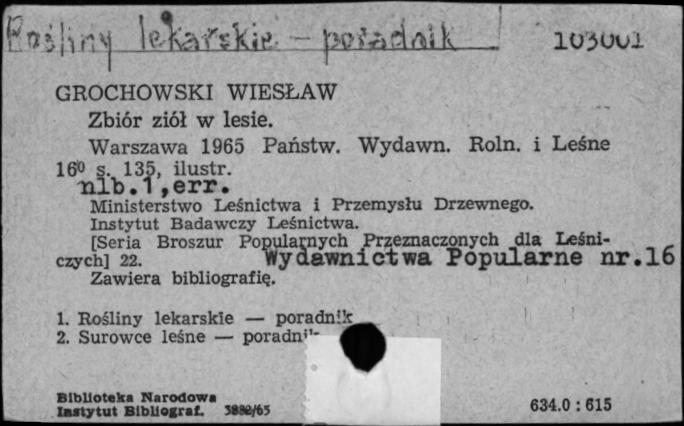 Rośliny lekarskie - poradnik 103001
GROCHOWSKI WIESŁAW
Zbiór ziół w lesie.
Warszawa 1965 Państw. Wydawn. Roln. i Leśne
16⁰ s. 135, ilustr.
nlb.1, err.
Ministerstwo Leśnictwa i Przemysłu Drzewnego.
Instytut Badawczy Leśnictwa.
[Seria Broszur Popularnych Przeznaczonych dla Leśni-
czych] 22. Wydawnictwa Popularne nr.16
Zawiera bibliografię.
1. Rośliny lekarskie — poradnik
2. Surowce leśne —
Biblioteka Narodowa
Instytut Bibliograf.
634.0 : 615